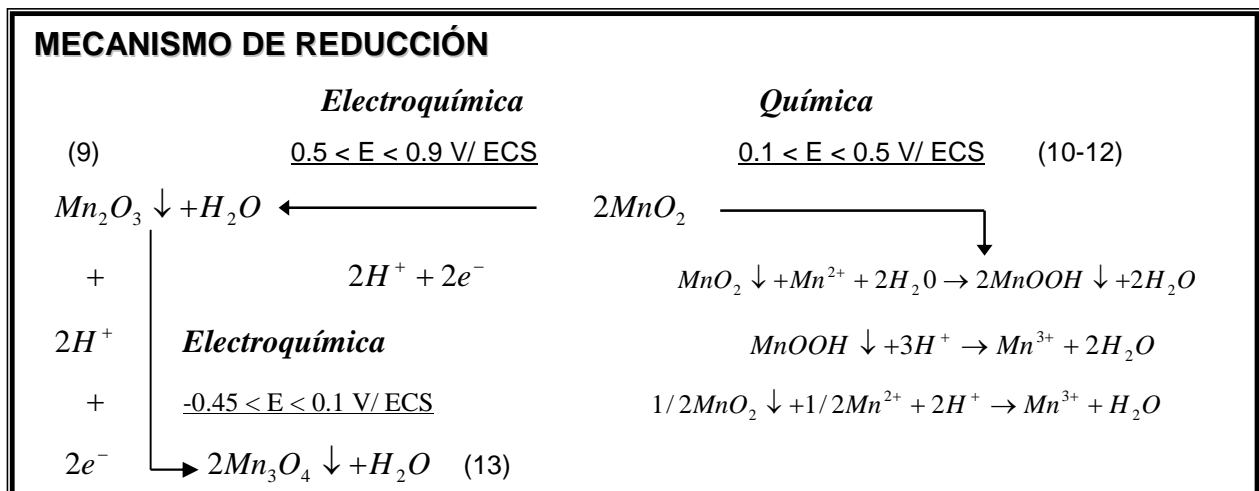 MECANISMO DE REDUCCIÓN
Electroquímica Química
(9) 0.5 < E < 0.9 V/ ECS 0.1 < E < 0.5 V/ ECS (10-12)
Mn₂O₃ ↓ +H₂O ← 2MnO₂
+ 2H⁺ + 2e⁻ MnO₂ ↓ +Mn²⁺ + 2H₂0 → 2MnOOH ↓ +2H₂O
2H⁺ Electroquímica MnOOH ↓ +3H⁺ → Mn³⁺ + 2H₂O
+ -0.45 < E < 0.1 V/ ECS 1/2MnO₂ ↓ +1/2Mn²⁺ + 2H⁺ → Mn³⁺ + H₂O
2e⁻ → 2Mn₃O₄ ↓ +H₂O (13)